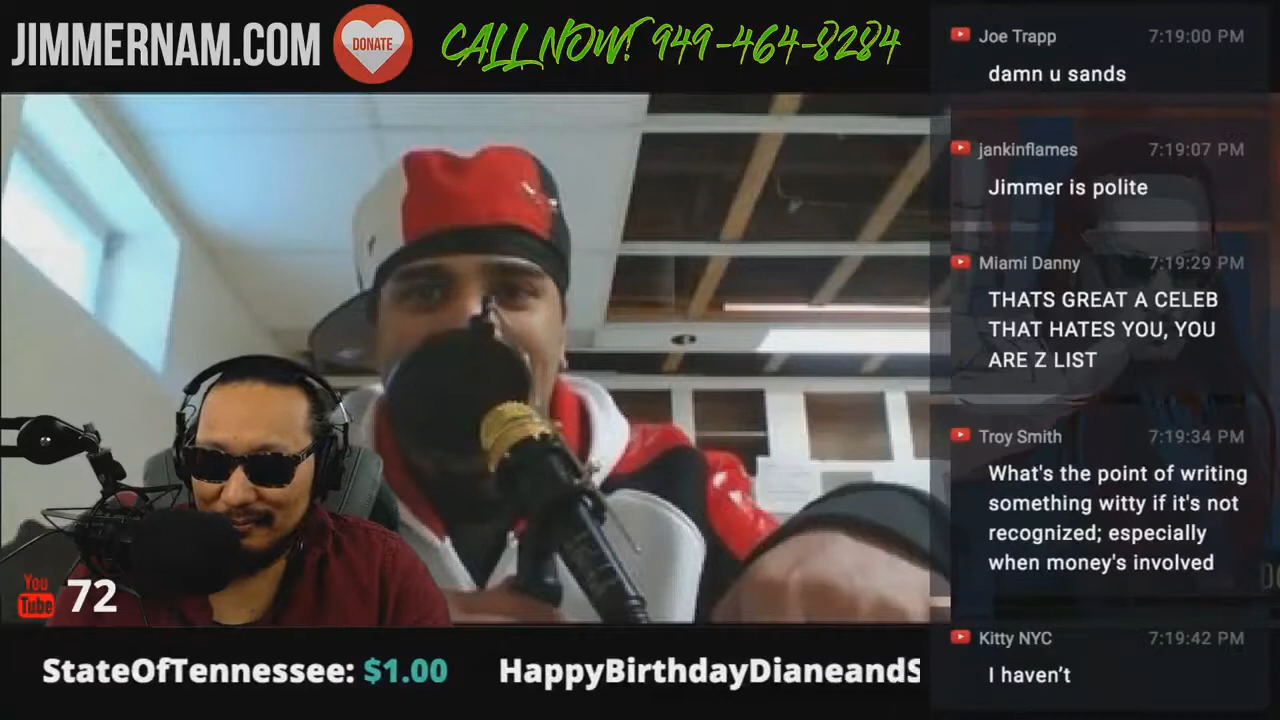 JIMMERNAM.COM
DONATE
CALL NOW! 949-464-8284
Joe Trapp 7:19:00 PM
damn u sands
jankinflames 7:19:07 PM
Jimmer is polite
Miami Danny 7:19:29 PM
THATS GREAT A CELEB
THAT HATES YOU, YOU
ARE Z LIST
Troy Smith 7:19:34 PM
What's the point of writing
something witty if it's not
recognized; especially
when money's involved
Kitty NYC 7:19:42 PM
I haven't
You
Tube
72
StateOfTennessee: $1.00
HappyBirthdayDianeandS